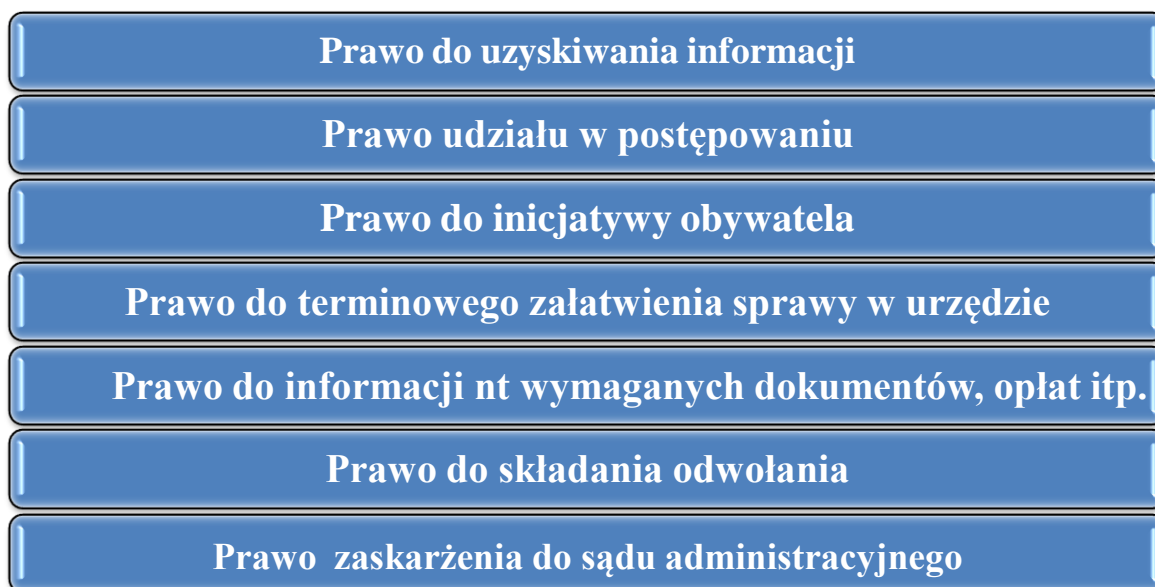 Prawo do uzyskiwania informacji
Prawo udziału w postępowaniu
Prawo do inicjatywy obywatela
Prawo do terminowego załatwienia sprawy w urzędzie
Prawo do informacji nt wymaganych dokumentów, opłat itp.
Prawo do składania odwołania
Prawo zaskarżenia do sądu administracyjnego